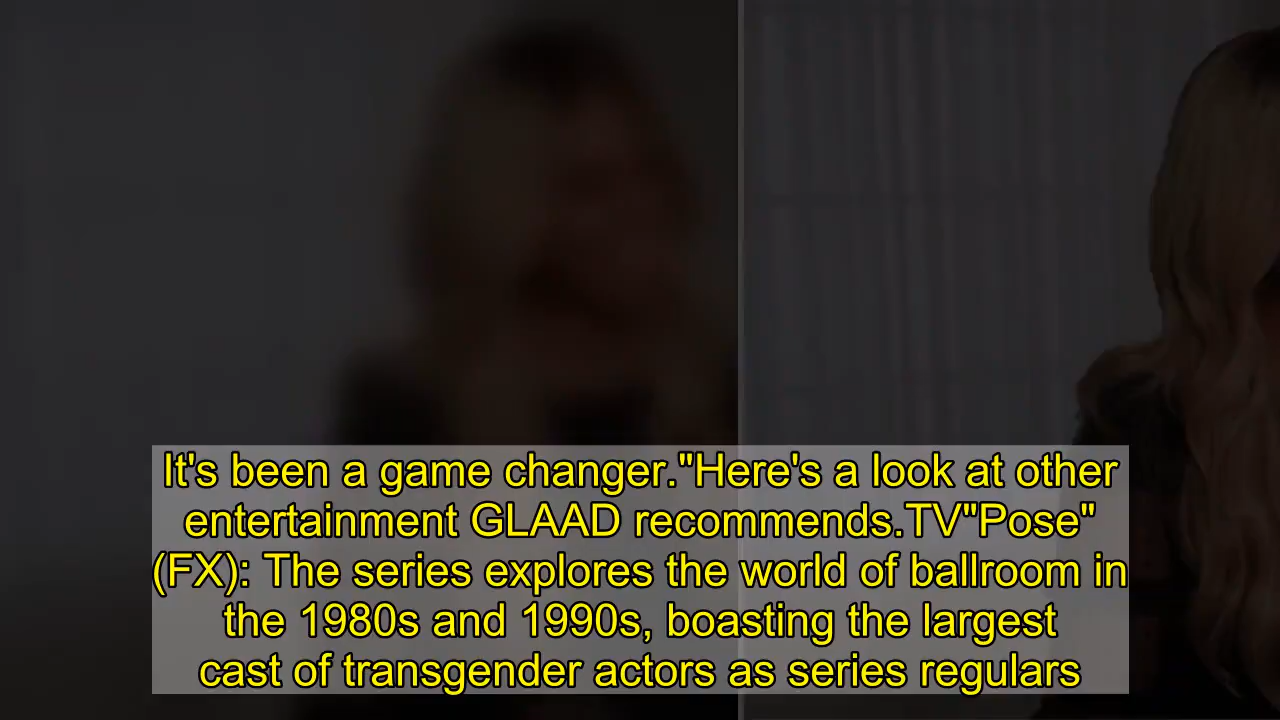 It's been a game changer."Here's a look at other
entertainment GLAAD recommends.TV"Pose"
(FX): The series explores the world of ballroom in
the 1980s and 1990s, boasting the largest
cast of transgender actors as series regulars